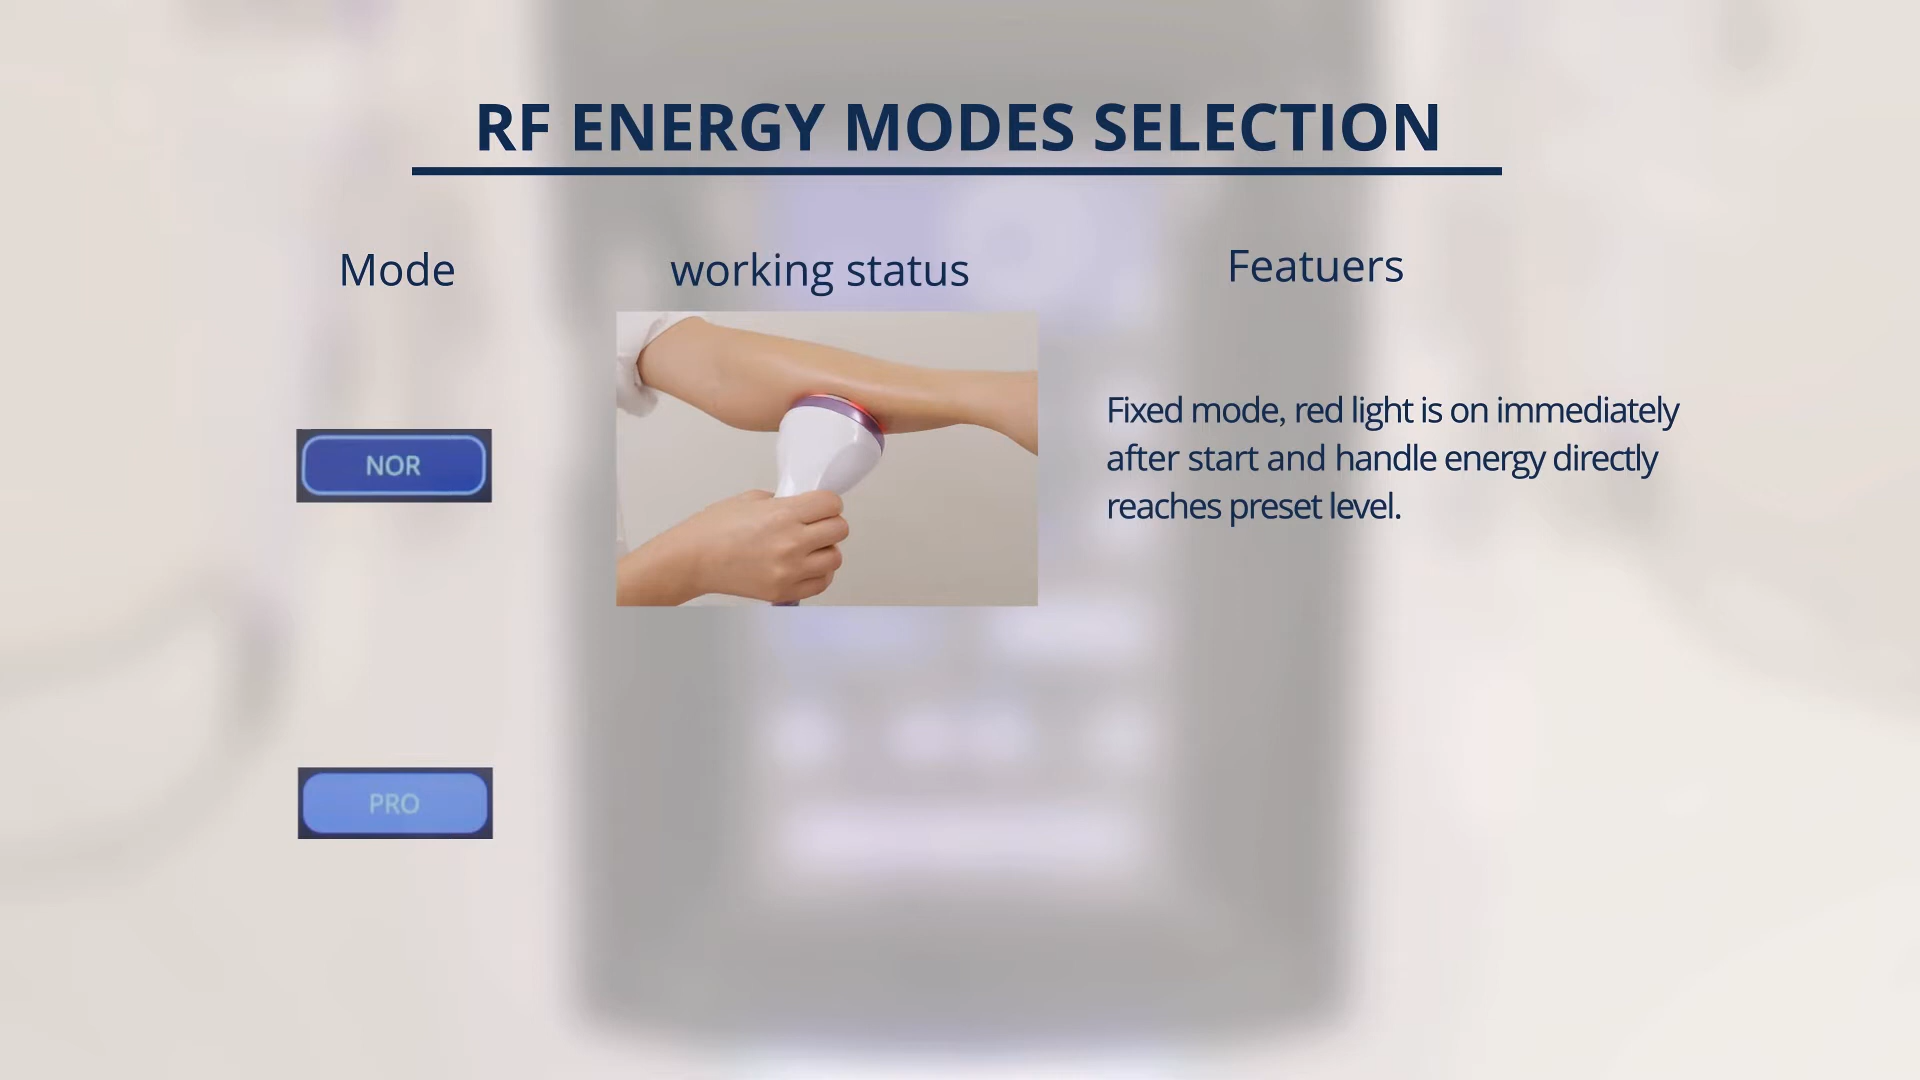 RF ENERGY MODES SELECTION
Mode
working status
Featuers
NOR
Fixed mode, red light is on immediately
after start and handle energy directly
reaches preset level.
PRO